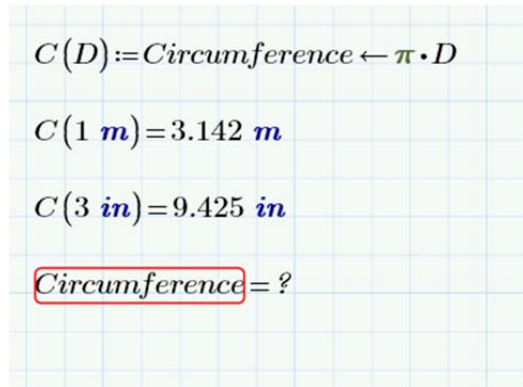 C(D):=Circumference←π•D
C(1 m)=3.142 m
C(3 in)=9.425 in
Circumference=?